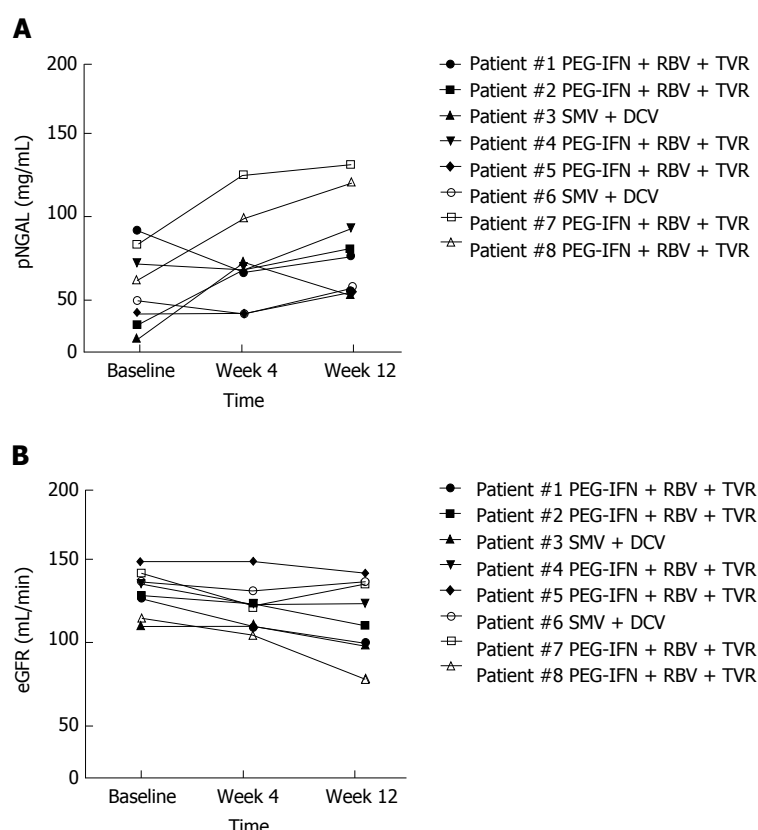 A
200
150
100
50
0
pNGAL (mg/mL)
Baseline Week 4 Week 12
Time
Patient #1 PEG-IFN + RBV + TVR
Patient #2 PEG-IFN + RBV + TVR
Patient #3 SMV + DCV
Patient #4 PEG-IFN + RBV + TVR
Patient #5 PEG-IFN + RBV + TVR
Patient #6 SMV + DCV
Patient #7 PEG-IFN + RBV + TVR
Patient #8 PEG-IFN + RBV + TVR
B
200
150
100
50
0
eGFR (mL/min)
Baseline Week 4 Week 12
Time
Patient #1 PEG-IFN + RBV + TVR
Patient #2 PEG-IFN + RBV + TVR
Patient #3 SMV + DCV
Patient #4 PEG-IFN + RBV + TVR
Patient #5 PEG-IFN + RBV + TVR
Patient #6 SMV + DCV
Patient #7 PEG-IFN + RBV + TVR
Patient #8 PEG-IFN + RBV + TVR